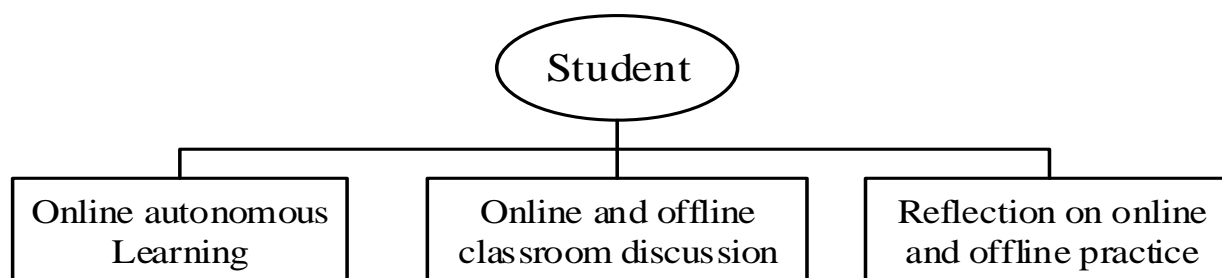 Student
Online autonomous
Learning
Online and offline
classroom discussion
Reflection on online
and offline practice